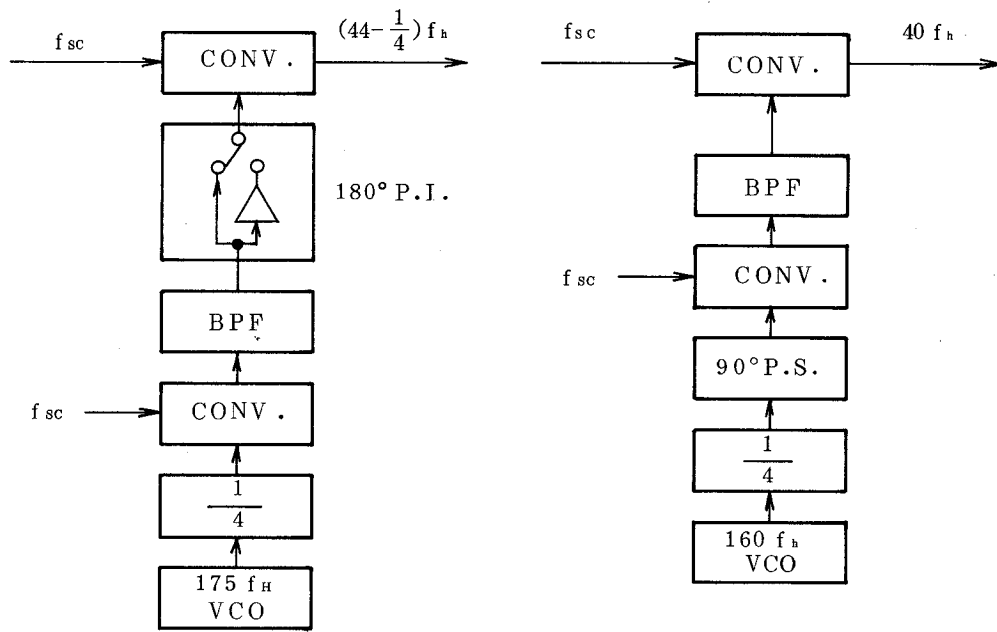 fsc
CONV.
(44-1/4)fh
180° P.I.
BPF
fsc
CONV.
1/4
175 fH
VCO
fsc
CONV.
40 fh
BPF
fsc
CONV.
90° P.S.
1/4
160 fh
VCO